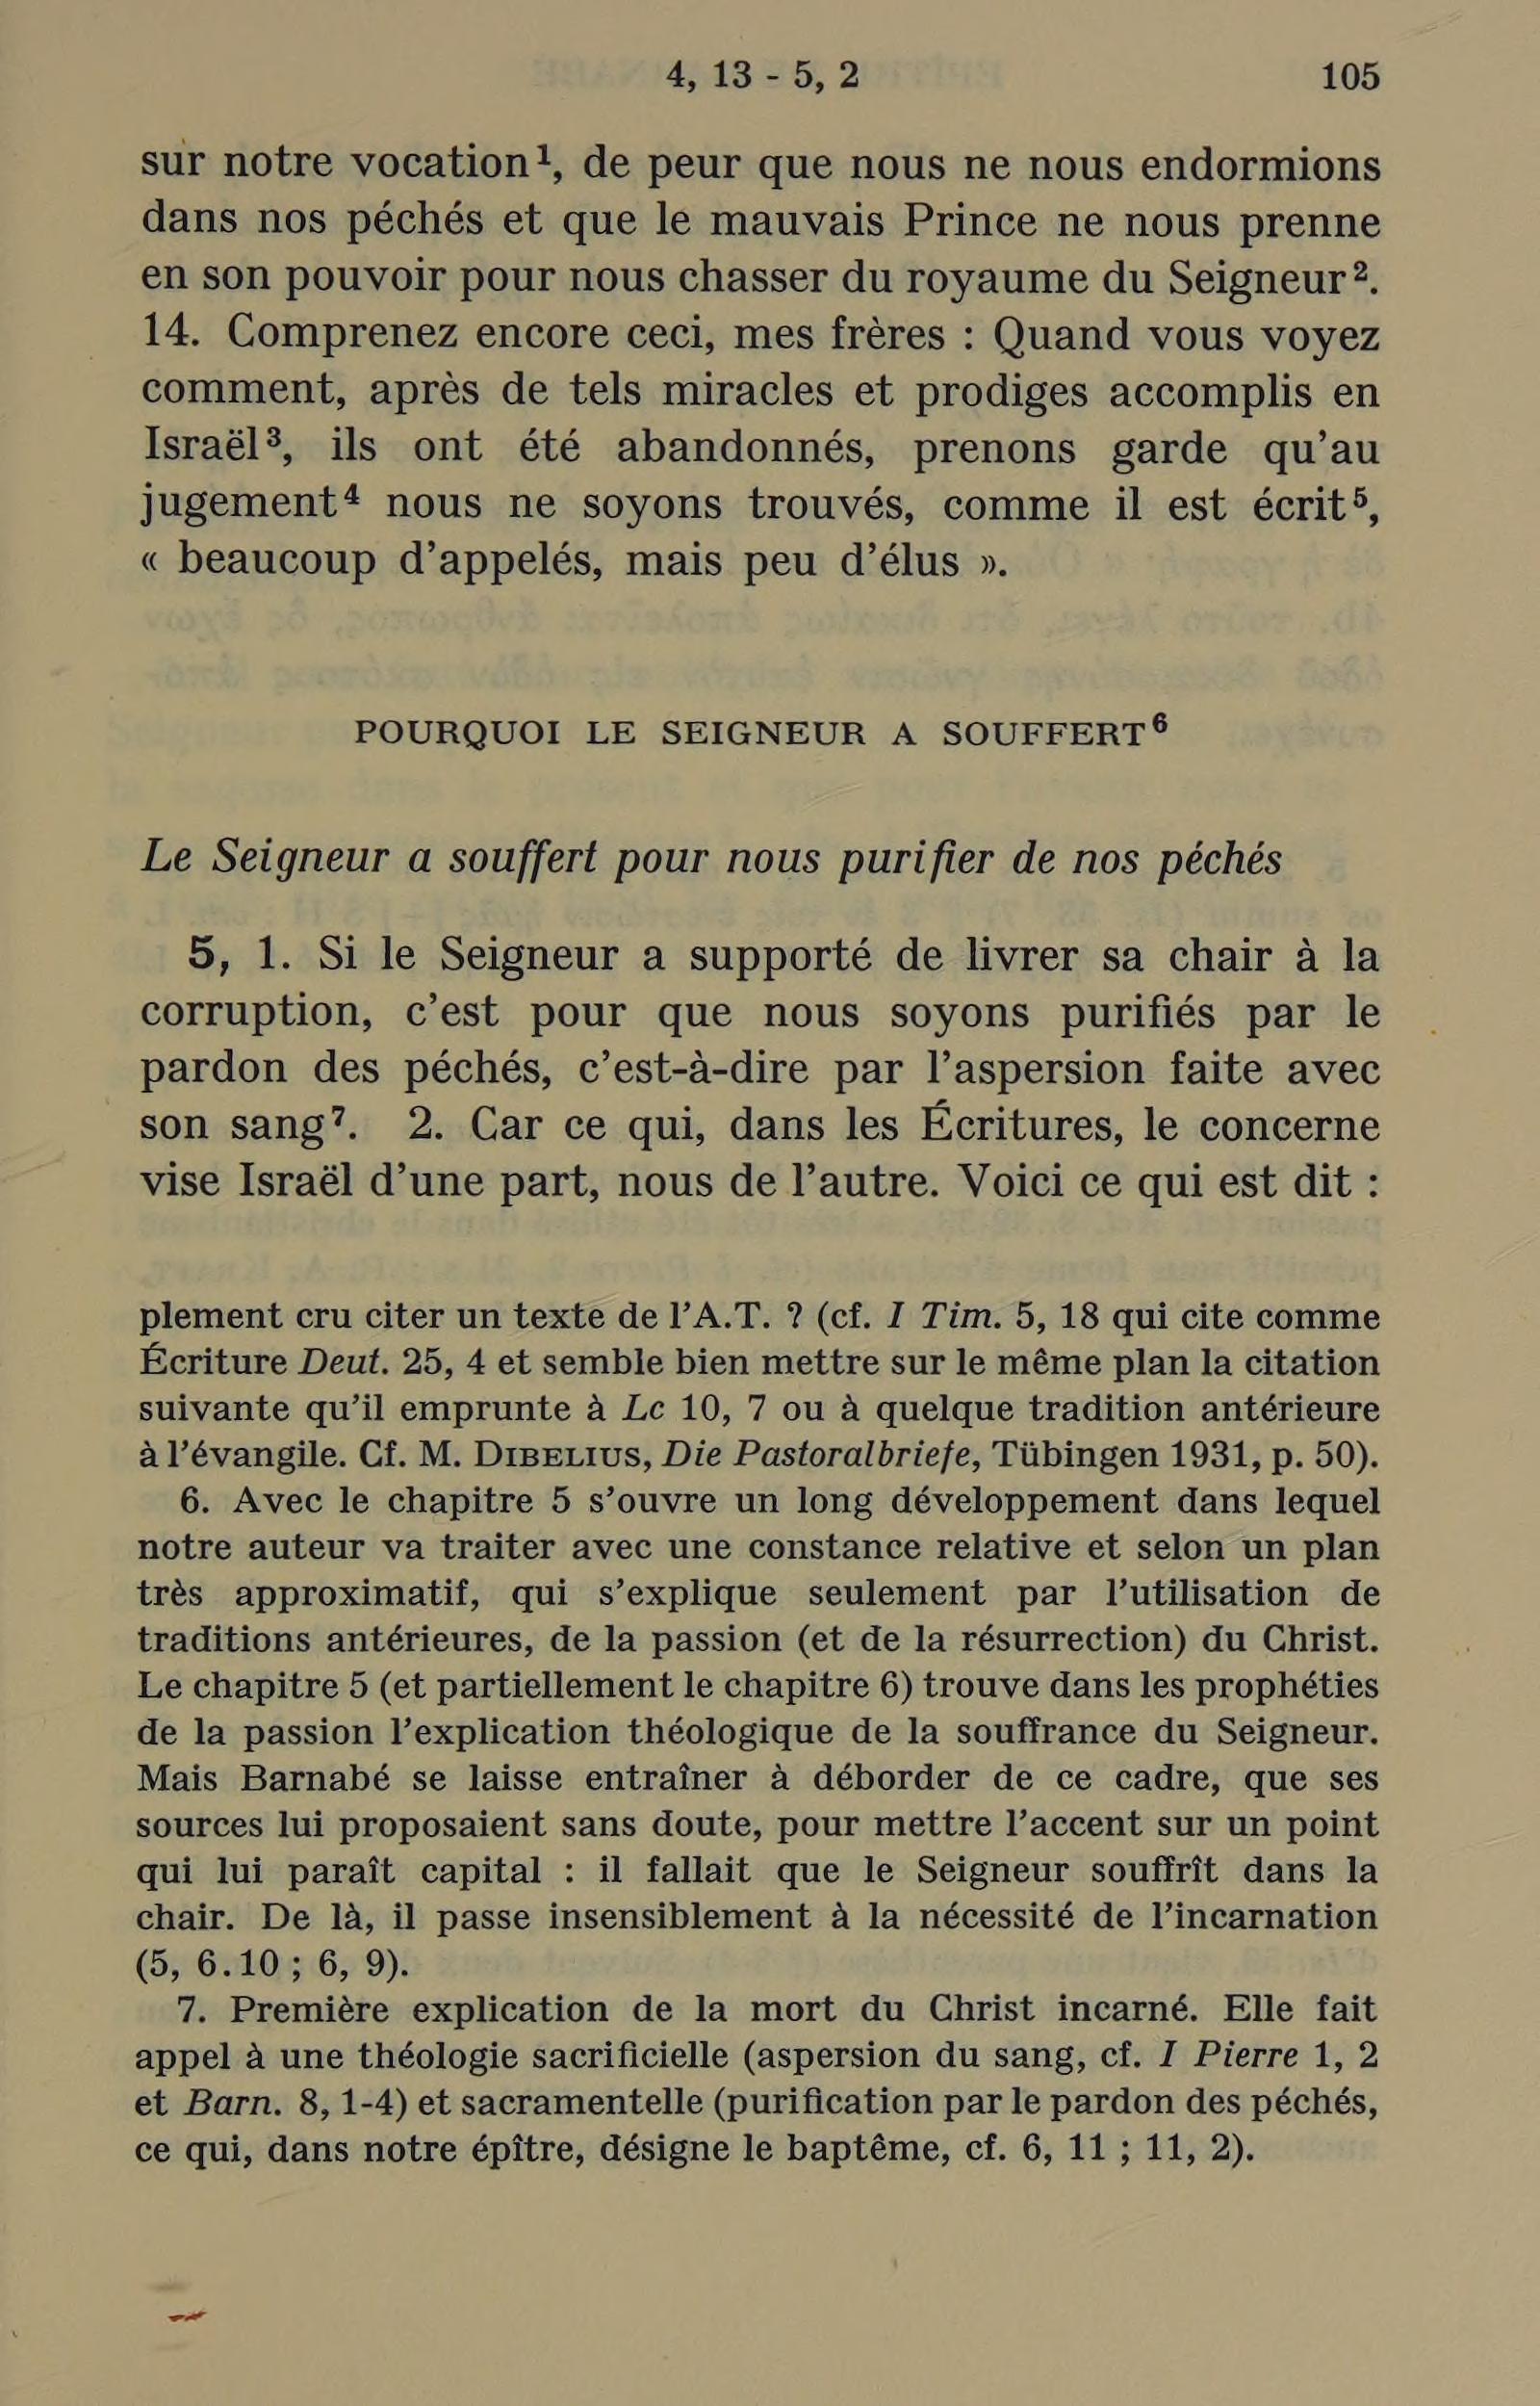 4, 13 - 5, 2 105
sur notre vocation¹, de peur que nous ne nous endormions
dans nos péchés et que le mauvais Prince ne nous prenne
en son pouvoir pour nous chasser du royaume du Seigneur².
14. Comprenez encore ceci, mes frères : Quand vous voyez
comment, après de tels miracles et prodiges accomplis en
Israël³, ils ont été abandonnés, prenons garde qu’au
jugement⁴ nous ne soyons trouvés, comme il est écrit⁵,
« beaucoup d’appelés, mais peu d’élus ».
POURQUOI LE SEIGNEUR A SOUFFERT⁶
Le Seigneur a souffert pour nous purifier de nos péchés
5, 1. Si le Seigneur a supporté de livrer sa chair à la
corruption, c’est pour que nous soyons purifiés par le
pardon des péchés, c’est-à-dire par l’aspersion faite avec
son sang⁷. 2. Car ce qui, dans les Écritures, le concerne
vise Israël d’une part, nous de l’autre. Voici ce qui est dit :
plement cru citer un texte de l’A.T. ? (cf. I Tim. 5, 18 qui cite comme
Écriture Deut. 25, 4 et semble bien mettre sur le même plan la citation
suivante qu’il emprunte à Lc 10, 7 ou à quelque tradition antérieure
à l’évangile. Cf. M. DIBELIUS, Die Pastoralbriefe, Tübingen 1931, p. 50).
6. Avec le chapitre 5 s’ouvre un long développement dans lequel
notre auteur va traiter avec une constance relative et selon un plan
très approximatif, qui s’explique seulement par l’utilisation de
traditions antérieures, de la passion (et de la résurrection) du Christ.
Le chapitre 5 (et partiellement le chapitre 6) trouve dans les prophéties
de la passion l’explication théologique de la souffrance du Seigneur.
Mais Barnabé se laisse entraîner à déborder de ce cadre, que ses
sources lui proposaient sans doute, pour mettre l’accent sur un point
qui lui paraît capital : il fallait que le Seigneur souffrît dans la
chair. De là, il passe insensiblement à la nécessité de l’incarnation
(5, 6.10 ; 6, 9).
7. Première explication de la mort du Christ incarné. Elle fait
appel à une théologie sacrificielle (aspersion du sang, cf. I Pierre 1, 2
et Barn. 8, 1-4) et sacramentelle (purification par le pardon des péchés,
ce qui, dans notre épître, désigne le baptême, cf. 6, 11 ; 11, 2).